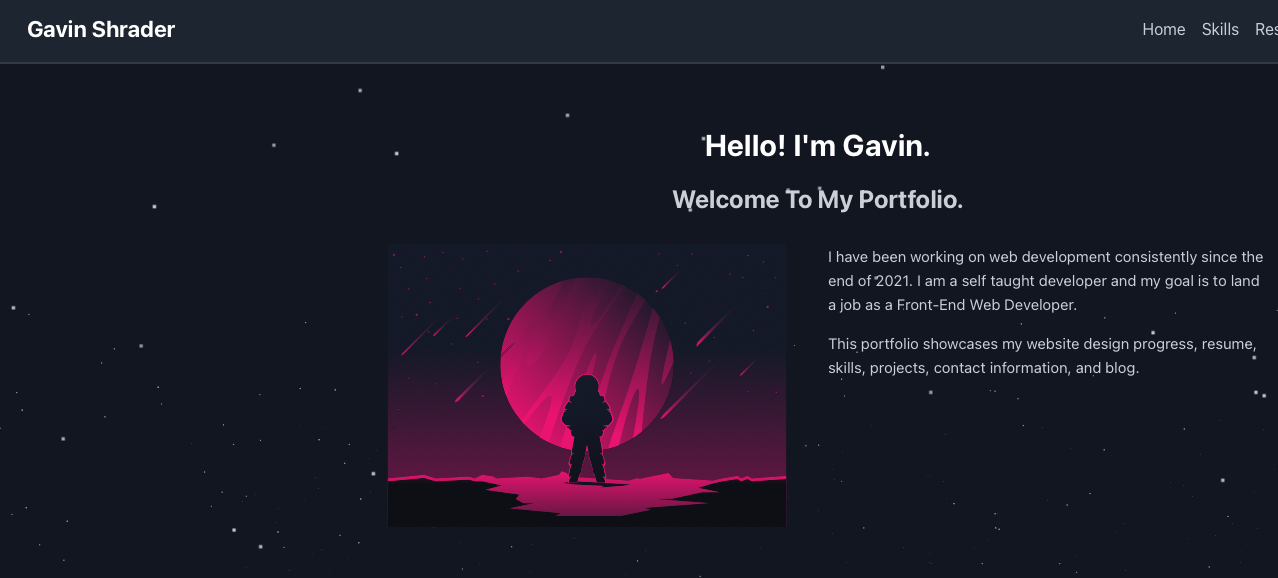 Gavin Shrader
Home Skills
Hello! I'm Gavin.
Welcome To My Portfolio.
I have been working on web development consistently since the
end of 2021. I am a self taught developer and my goal is to land
a job as a Front-End Web Developer.
This portfolio showcases my website design progress, resume,
skills, projects, contact information, and blog.